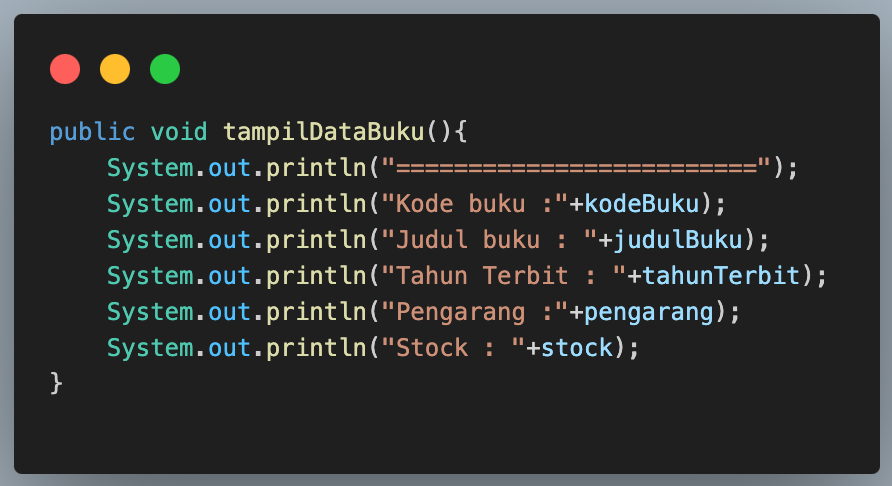 public void tampilDataBuku(){
    System.out.println("=========================");
    System.out.println("Kode buku :"+kodeBuku);
    System.out.println("Judul buku : "+judulBuku);
    System.out.println("Tahun Terbit : "+tahunTerbit);
    System.out.println("Pengarang :"+pengarang);
    System.out.println("Stock : "+stock);
}